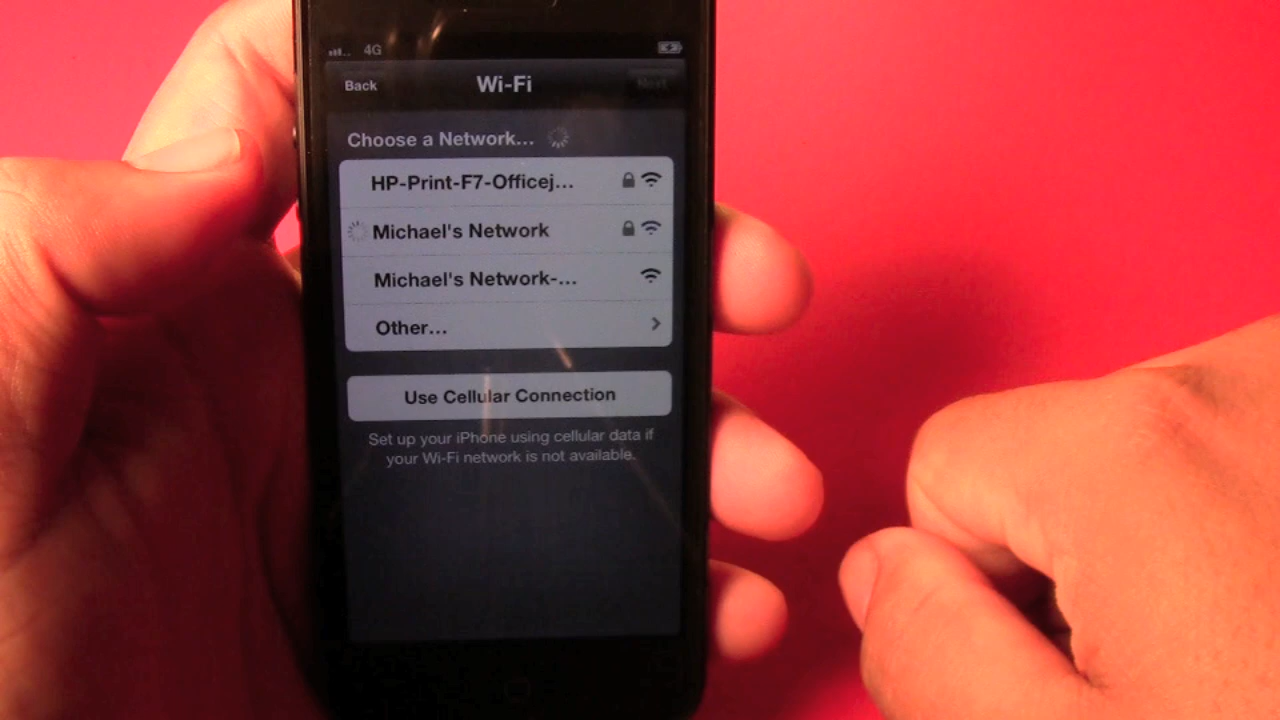 4G
Back Wi-Fi Next
Choose a Network...
HP-Print-F7-Officej...
Michael's Network
Michael's Network-...
Other...
Use Cellular Connection
Set up your iPhone using cellular data if
your Wi-Fi network is not available.